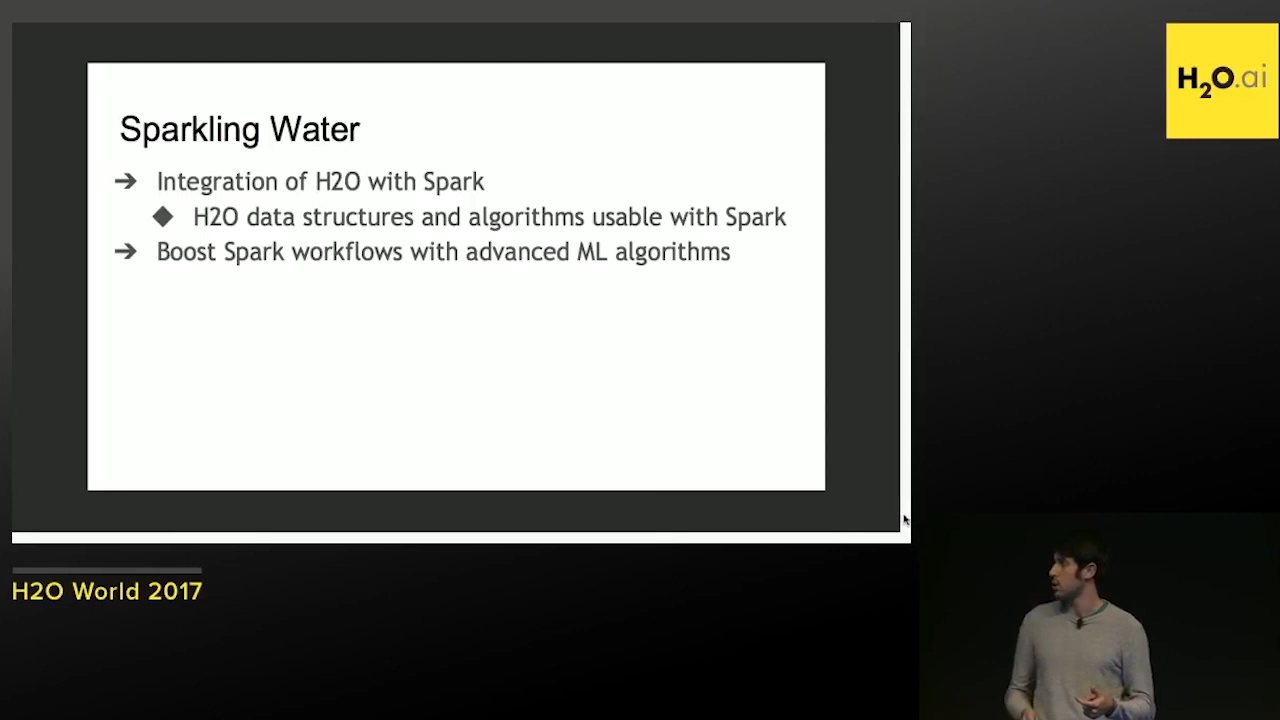 Sparkling Water
➔ Integration of H2O with Spark
◆ H2O data structures and algorithms usable with Spark
➔ Boost Spark workflows with advanced ML algorithms
H2O.ai
H2O World 2017